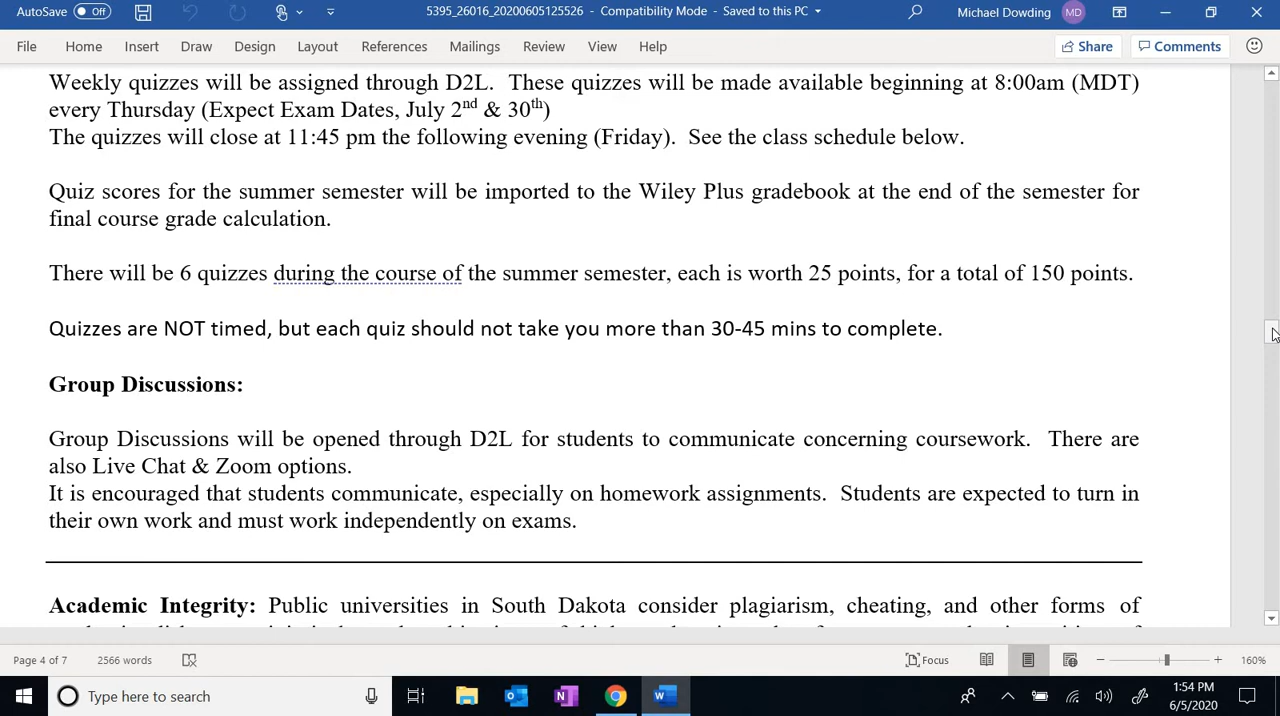 AutoSave Off 5395_26016_20200605125526 - Compatibility Mode - Saved to this PC Michael Dowding MD
File Home Insert Draw Design Layout References Mailings Review View Help Share Comments
Weekly quizzes will be assigned through D2L. These quizzes will be made available beginning at 8:00am (MDT)
every Thursday (Expect Exam Dates, July 2nd & 30th)
The quizzes will close at 11:45 pm the following evening (Friday). See the class schedule below.
Quiz scores for the summer semester will be imported to the Wiley Plus gradebook at the end of the semester for
final course grade calculation.
There will be 6 quizzes during the course of the summer semester, each is worth 25 points, for a total of 150 points.
Quizzes are NOT timed, but each quiz should not take you more than 30-45 mins to complete.
Group Discussions:
Group Discussions will be opened through D2L for students to communicate concerning coursework. There are
also Live Chat & Zoom options.
It is encouraged that students communicate, especially on homework assignments. Students are expected to turn in
their own work and must work independently on exams.
Academic Integrity: Public universities in South Dakota consider plagiarism, cheating, and other forms of
Page 4 of 7 2566 words Focus 160%
Type here to search 1:54 PM
6/5/2020